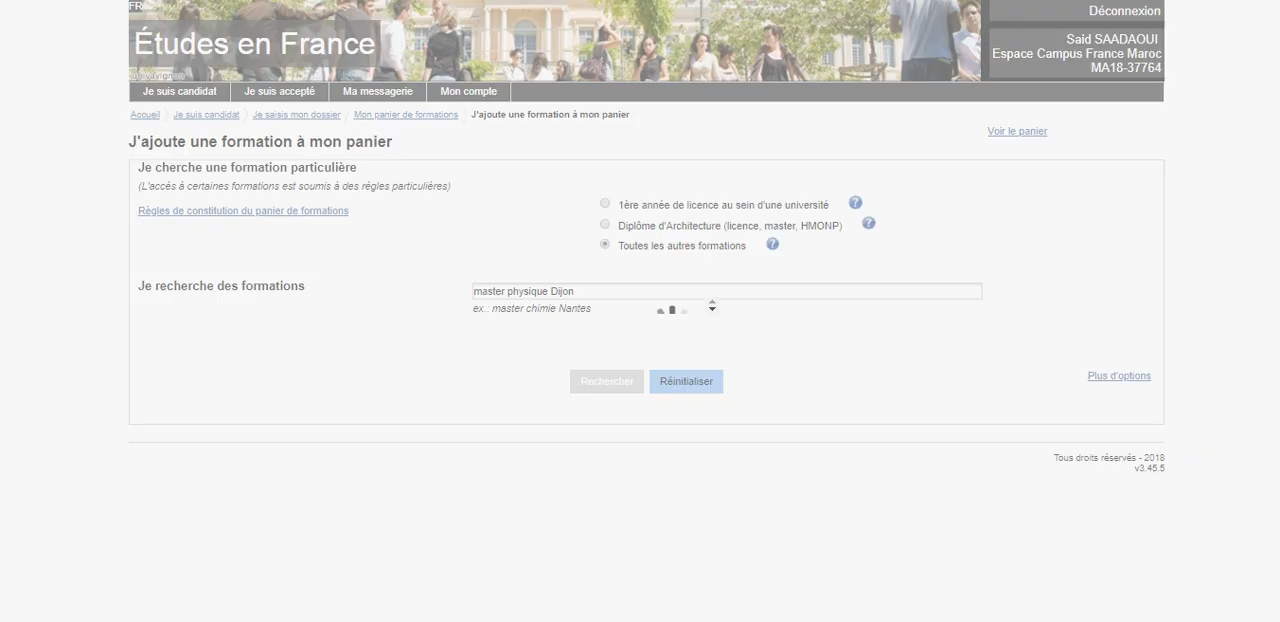 FR
Études en France
univavignon
Déconnexion
Said SAADAOUI
Espace Campus France Maroc
MA18-37764
Je suis candidat
Je suis accepté
Ma messagerie
Mon compte
Accueil
Je suis candidat
Je saisis mon dossier
Mon panier de formations
J'ajoute une formation à mon panier
Voir le panier
J'ajoute une formation à mon panier
Je cherche une formation particulière
(L'accès à certaines formations est soumis à des règles particulières)
Règles de constitution du panier de formations
1ère année de licence au sein d'une université ?
Diplôme d'Architecture (licence, master, HMONP) ?
Toutes les autres formations ?
Je recherche des formations
master physique Dijon
ex.: master chimie Nantes
Rechercher
Réinitialiser
Plus d'options
Tous droits réservés - 2018
v3.45.5